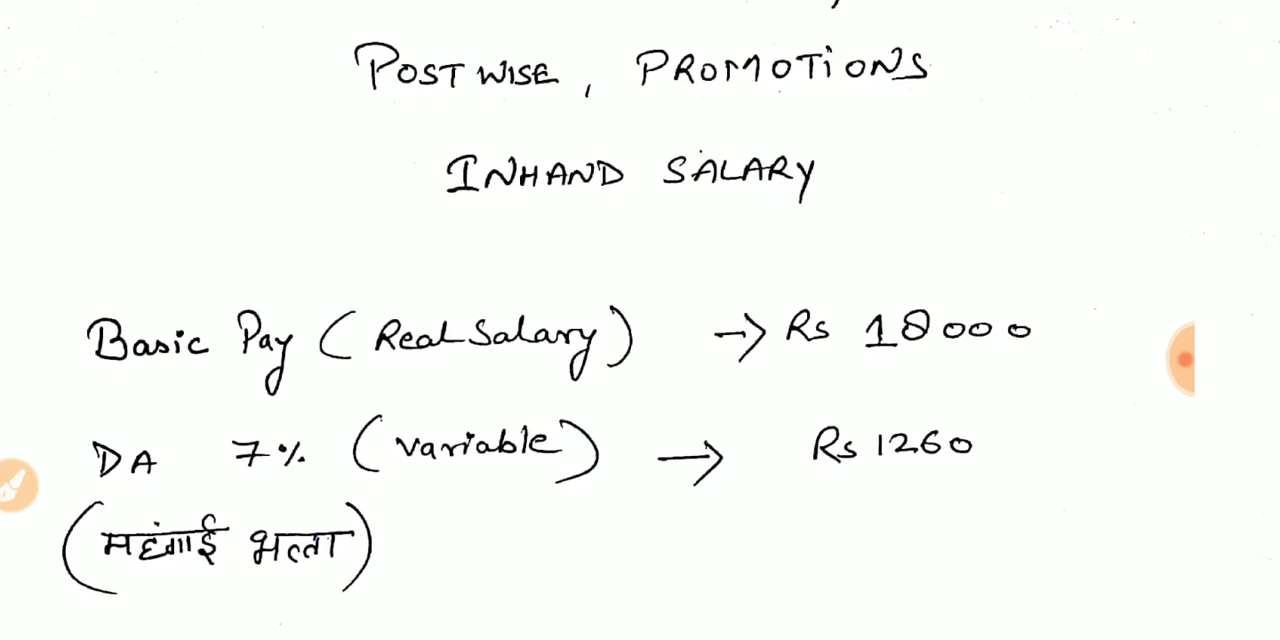 POST WISE, PROMOTIONS
INHAND SALARY
Basic Pay (Real Salary) → Rs 18000
DA 7% (variable) → Rs 1260
(महंगाई भत्ता)